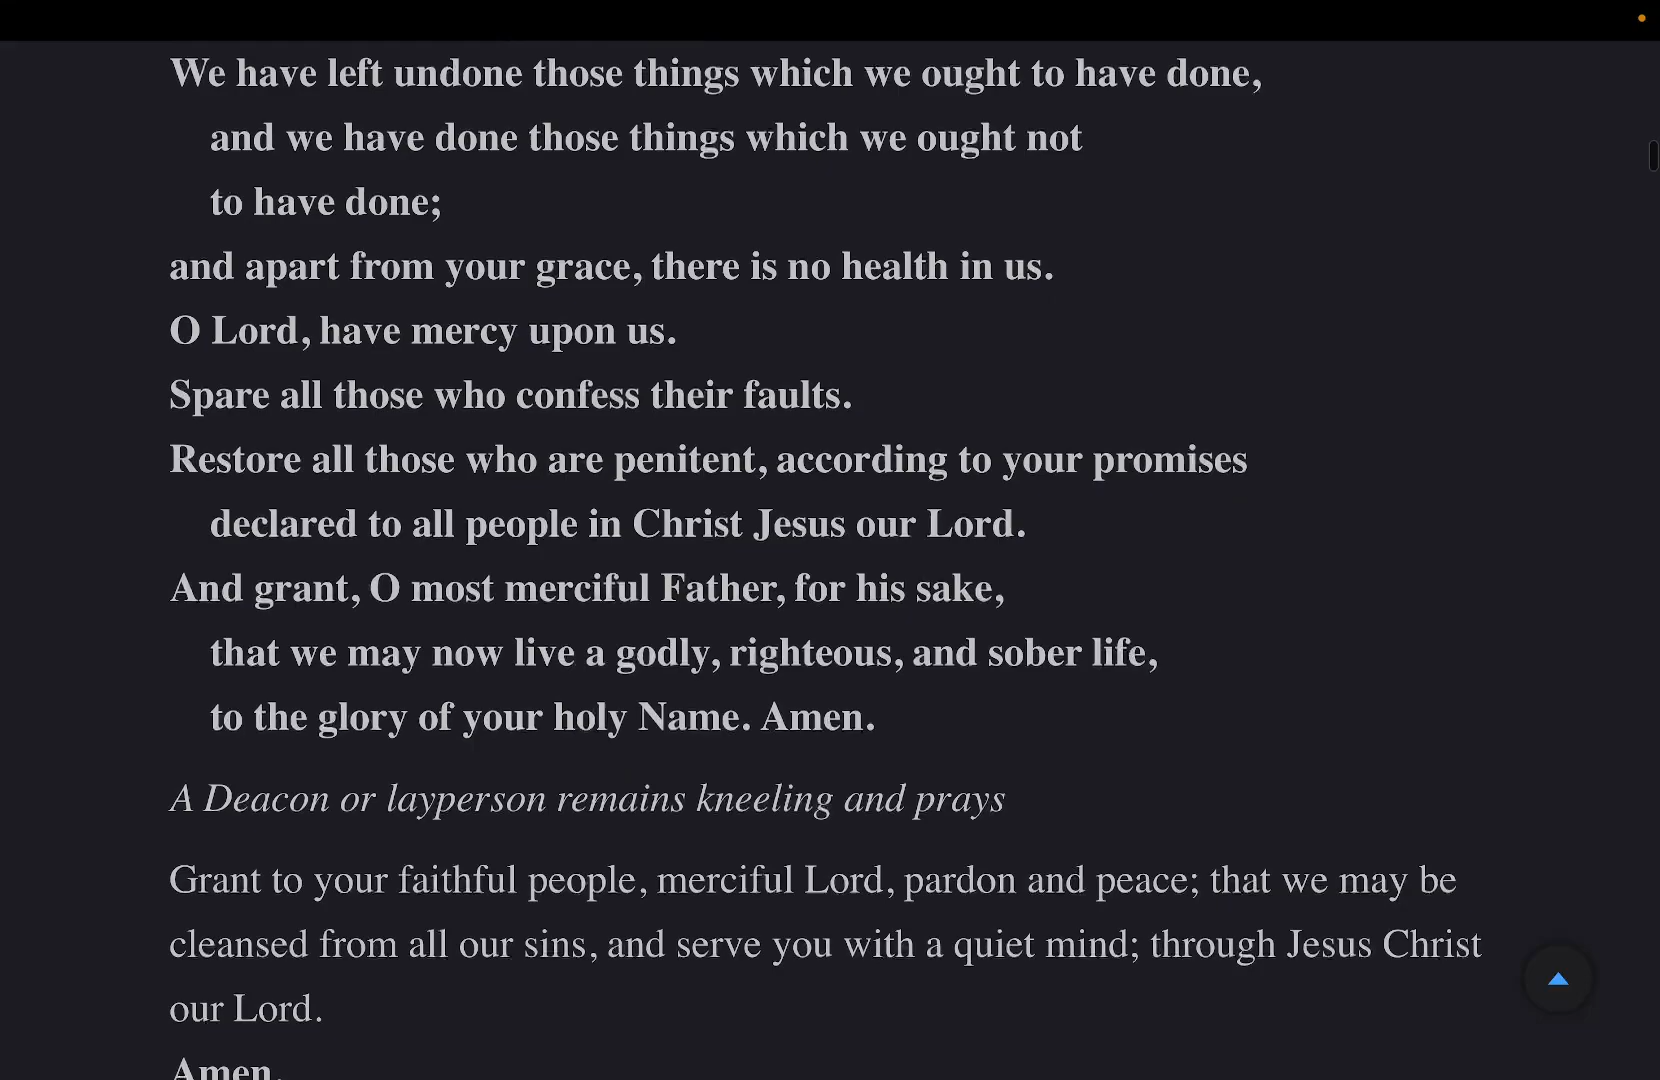 We have left undone those things which we ought to have done,
and we have done those things which we ought not
to have done;
and apart from your grace, there is no health in us.
O Lord, have mercy upon us.
Spare all those who confess their faults.
Restore all those who are penitent, according to your promises
declared to all people in Christ Jesus our Lord.
And grant, O most merciful Father, for his sake,
that we may now live a godly, righteous, and sober life,
to the glory of your holy Name. Amen.
A Deacon or layperson remains kneeling and prays
Grant to your faithful people, merciful Lord, pardon and peace; that we may be
cleansed from all our sins, and serve you with a quiet mind; through Jesus Christ
our Lord.
Amen.